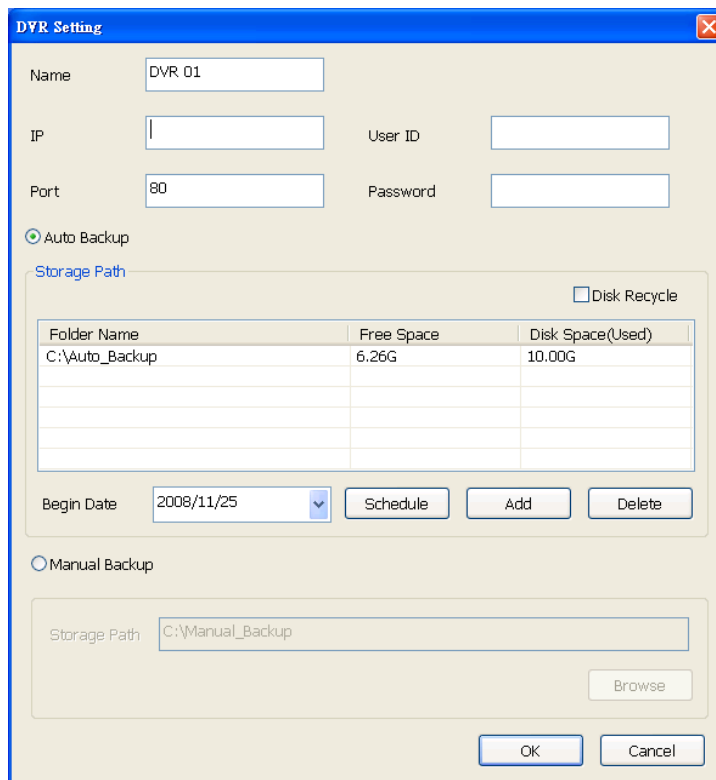 DVR Setting
Name DVR 01
IP User ID
Port 80 Password
Auto Backup
Storage Path
Disk Recycle
Folder Name Free Space Disk Space(Used)
C:\Auto_Backup 6.26G 10.00G
Begin Date 2008/11/25 Schedule Add Delete
Manual Backup
Storage Path C:\Manual_Backup
Browse
OK Cancel